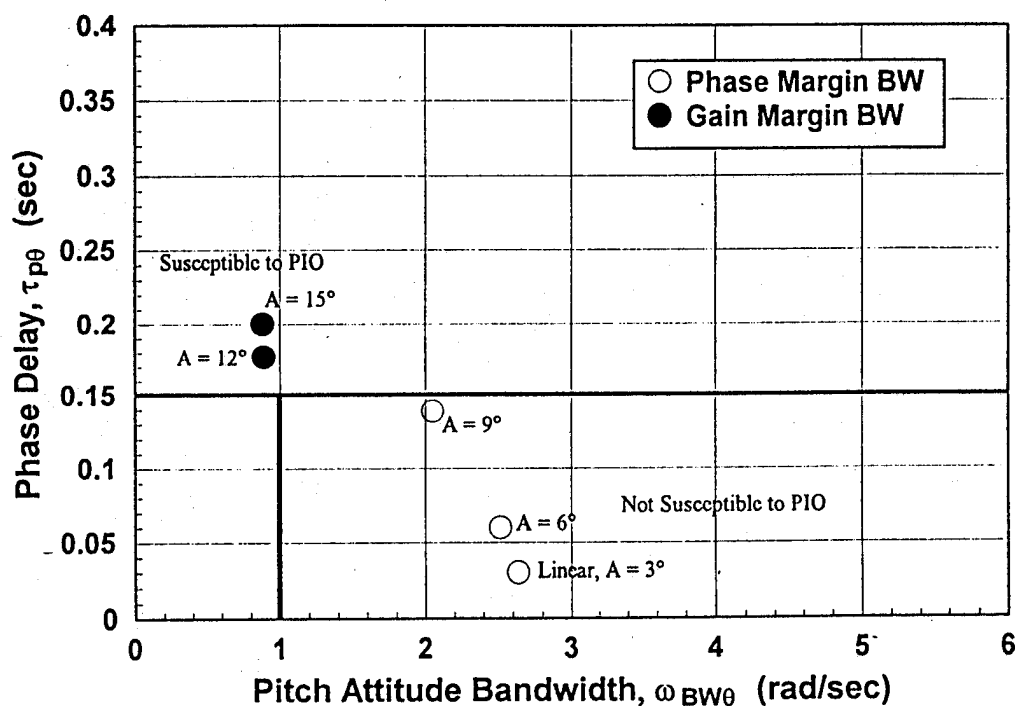 0.4
0.35
0.3
0.25
0.2
0.15
0.1
0.05
0
Phase Delay, τpθ (sec)
Phase Margin BW
Gain Margin BW
Susceptible to PIO
A = 15°
A = 12°
A = 9°
Not Susceptible to PIO
A = 6°
Linear, A = 3°
0 1 2 3 4 5 6
Pitch Attitude Bandwidth, ωBWθ (rad/sec)